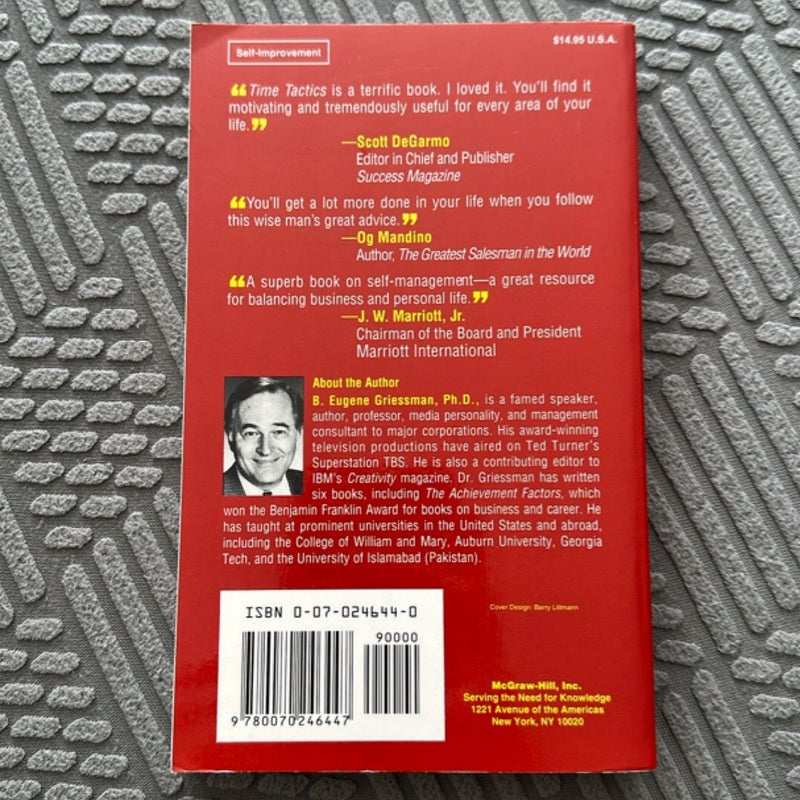 Self-Improvement
$14.95 U.S.A.
“Time Tactics is a terrific book. I loved it. You'll find it
motivating and tremendously useful for every area of your
life.”
—Scott DeGarmo
Editor in Chief and Publisher
Success Magazine
“You'll get a lot more done in your life when you follow
this wise man's great advice.”
—Og Mandino
Author, The Greatest Salesman in the World
“A superb book on self-management—a great resource
for balancing business and personal life.”
—J. W. Marriott, Jr.
Chairman of the Board and President
Marriott International
About the Author
B. Eugene Griessman, Ph.D., is a famed speaker,
author, professor, media personality, and management
consultant to major corporations. His award-winning
television productions have aired on Ted Turner's
Superstation TBS. He is also a contributing editor to
IBM's Creativity magazine. Dr. Griessman has written
six books, including The Achievement Factors, which
won the Benjamin Franklin Award for books on business and career. He
has taught at prominent universities in the United States and abroad,
including the College of William and Mary, Auburn University, Georgia
Tech, and the University of Islamabad (Pakistan).
ISBN 0-07-024644-0
90000
9 780070 246447
Cover Design: Barry Littmann
McGraw-Hill, Inc.
Serving the Need for Knowledge
1221 Avenue of the Americas
New York, NY 10020